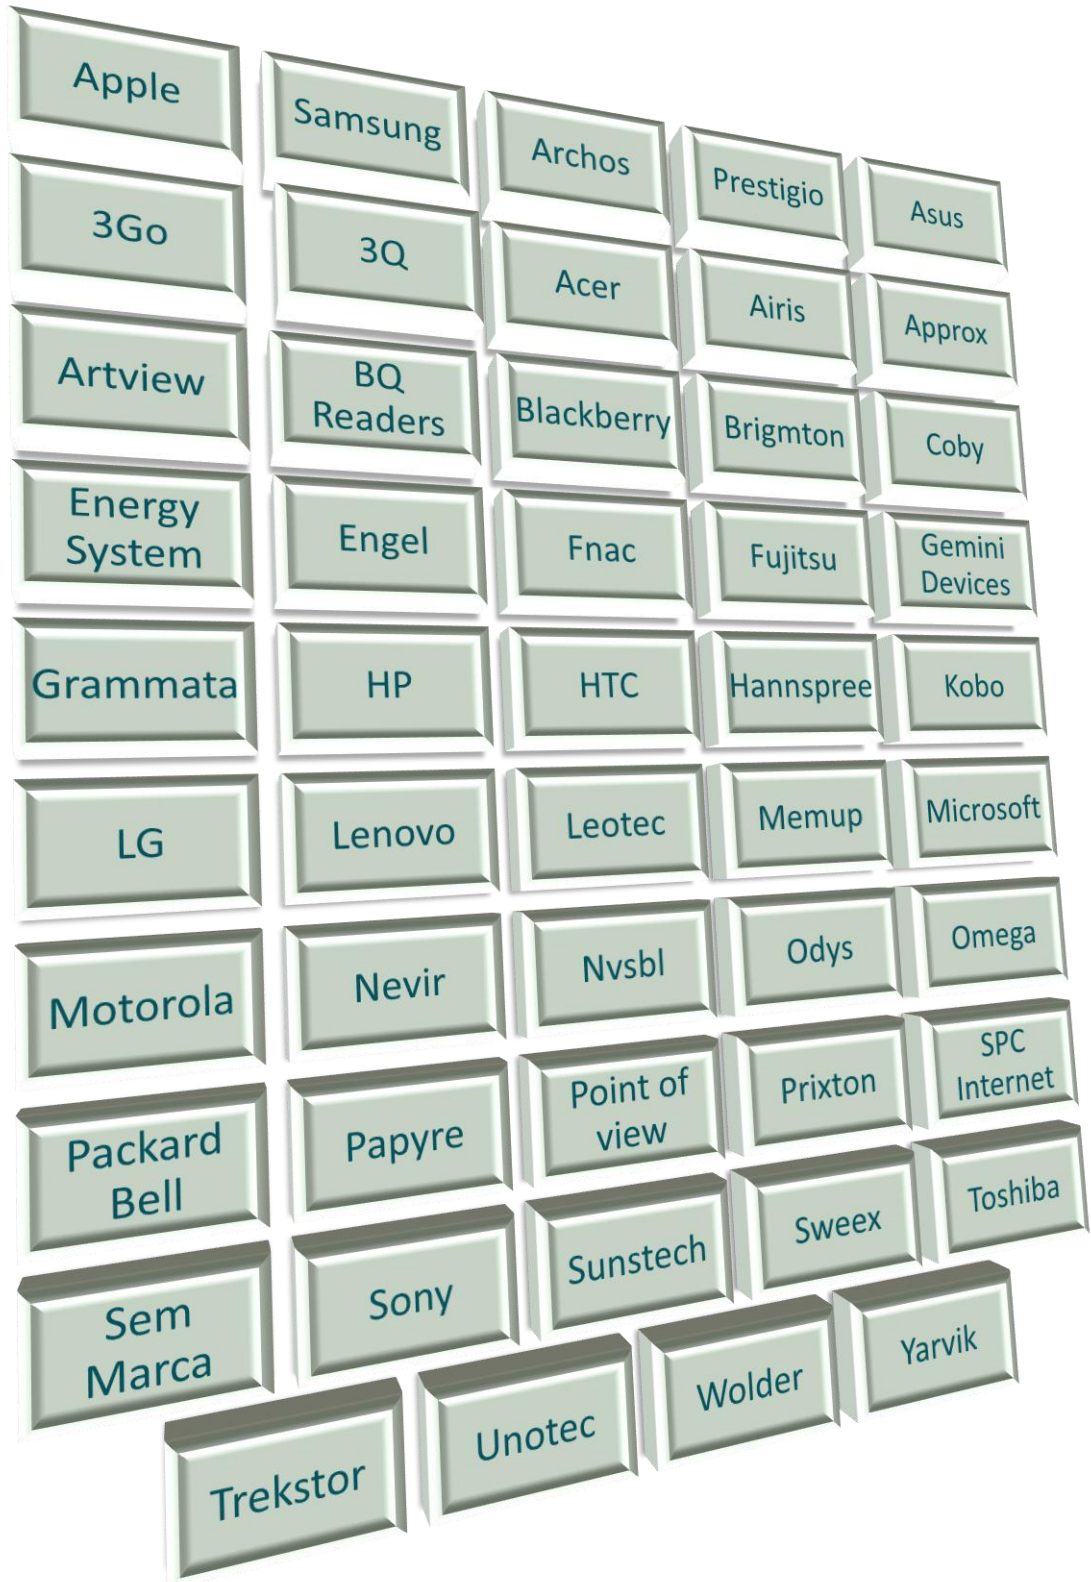 Apple
Samsung
Archos
Prestigio
Asus
3Go
3Q
Acer
Airis
Approx
Artview
BQ
Readers
Blackberry
Brigmton
Coby
Energy
System
Engel
Fnac
Fujitsu
Gemini
Devices
Grammata
HP
HTC
Hannspree
Kobo
LG
Lenovo
Leotec
Memup
Microsoft
Motorola
Nevir
Nvsbl
Odys
Omega
Packard
Bell
Papyre
Point of
view
Prixton
SPC
Internet
Sem
Marca
Sony
Sunstech
Sweex
Toshiba
Trekstor
Unotec
Wolder
Yarvik